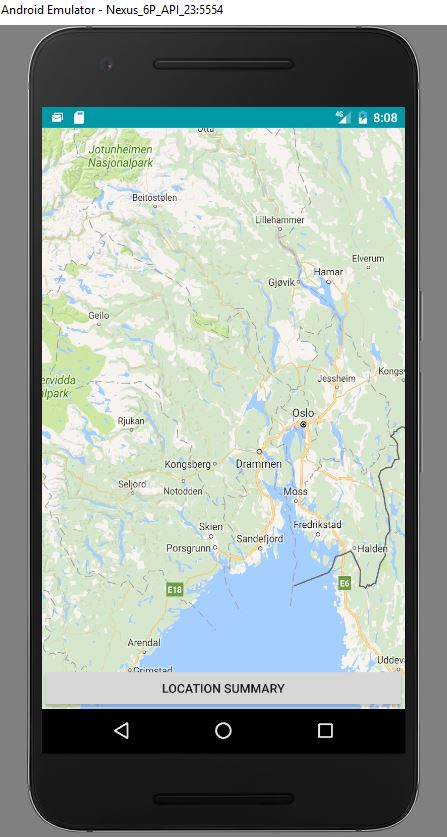 Android Emulator - Nexus_6P_API_23:5554
4G 8:08
Otta
Jotunheimen
Nasjonalpark
Beitostølen
Lillehammer
Elverum
Hamar
Gjøvik
Geilo
Kongsv
ervidda
alpark
Jessheim
Rjukan
Oslo
Kongsberg
Drammen
Seljord
Notodden
Moss
Skien
Fredrikstad
Porsgrunn
Sandefjord
Halden
E18
E6
Arendal
Grimstad
Uddev
LOCATION SUMMARY